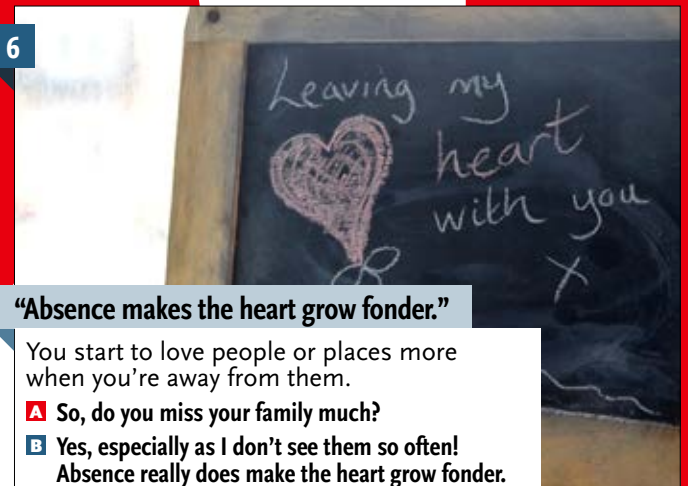 6
Leaving my
heart
with you
x
“Absence makes the heart grow fonder.”
You start to love people or places more
when you're away from them.
A So, do you miss your family much?
B Yes, especially as I don't see them so often!
Absence really does make the heart grow fonder.